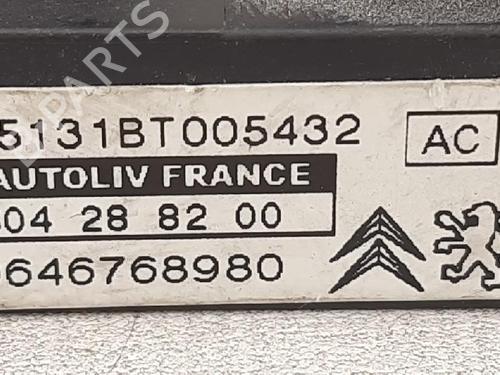 5131BT005432
AC
AUTOLIV FRANCE
04 28 82 00
646768980